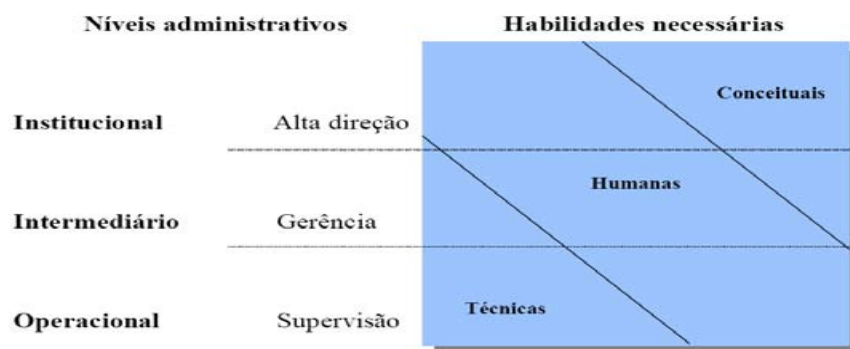 Níveis administrativos Habilidades necessárias
Conceituais
Institucional Alta direção
Humanas
Intermediário Gerência
Técnicas
Operacional Supervisão